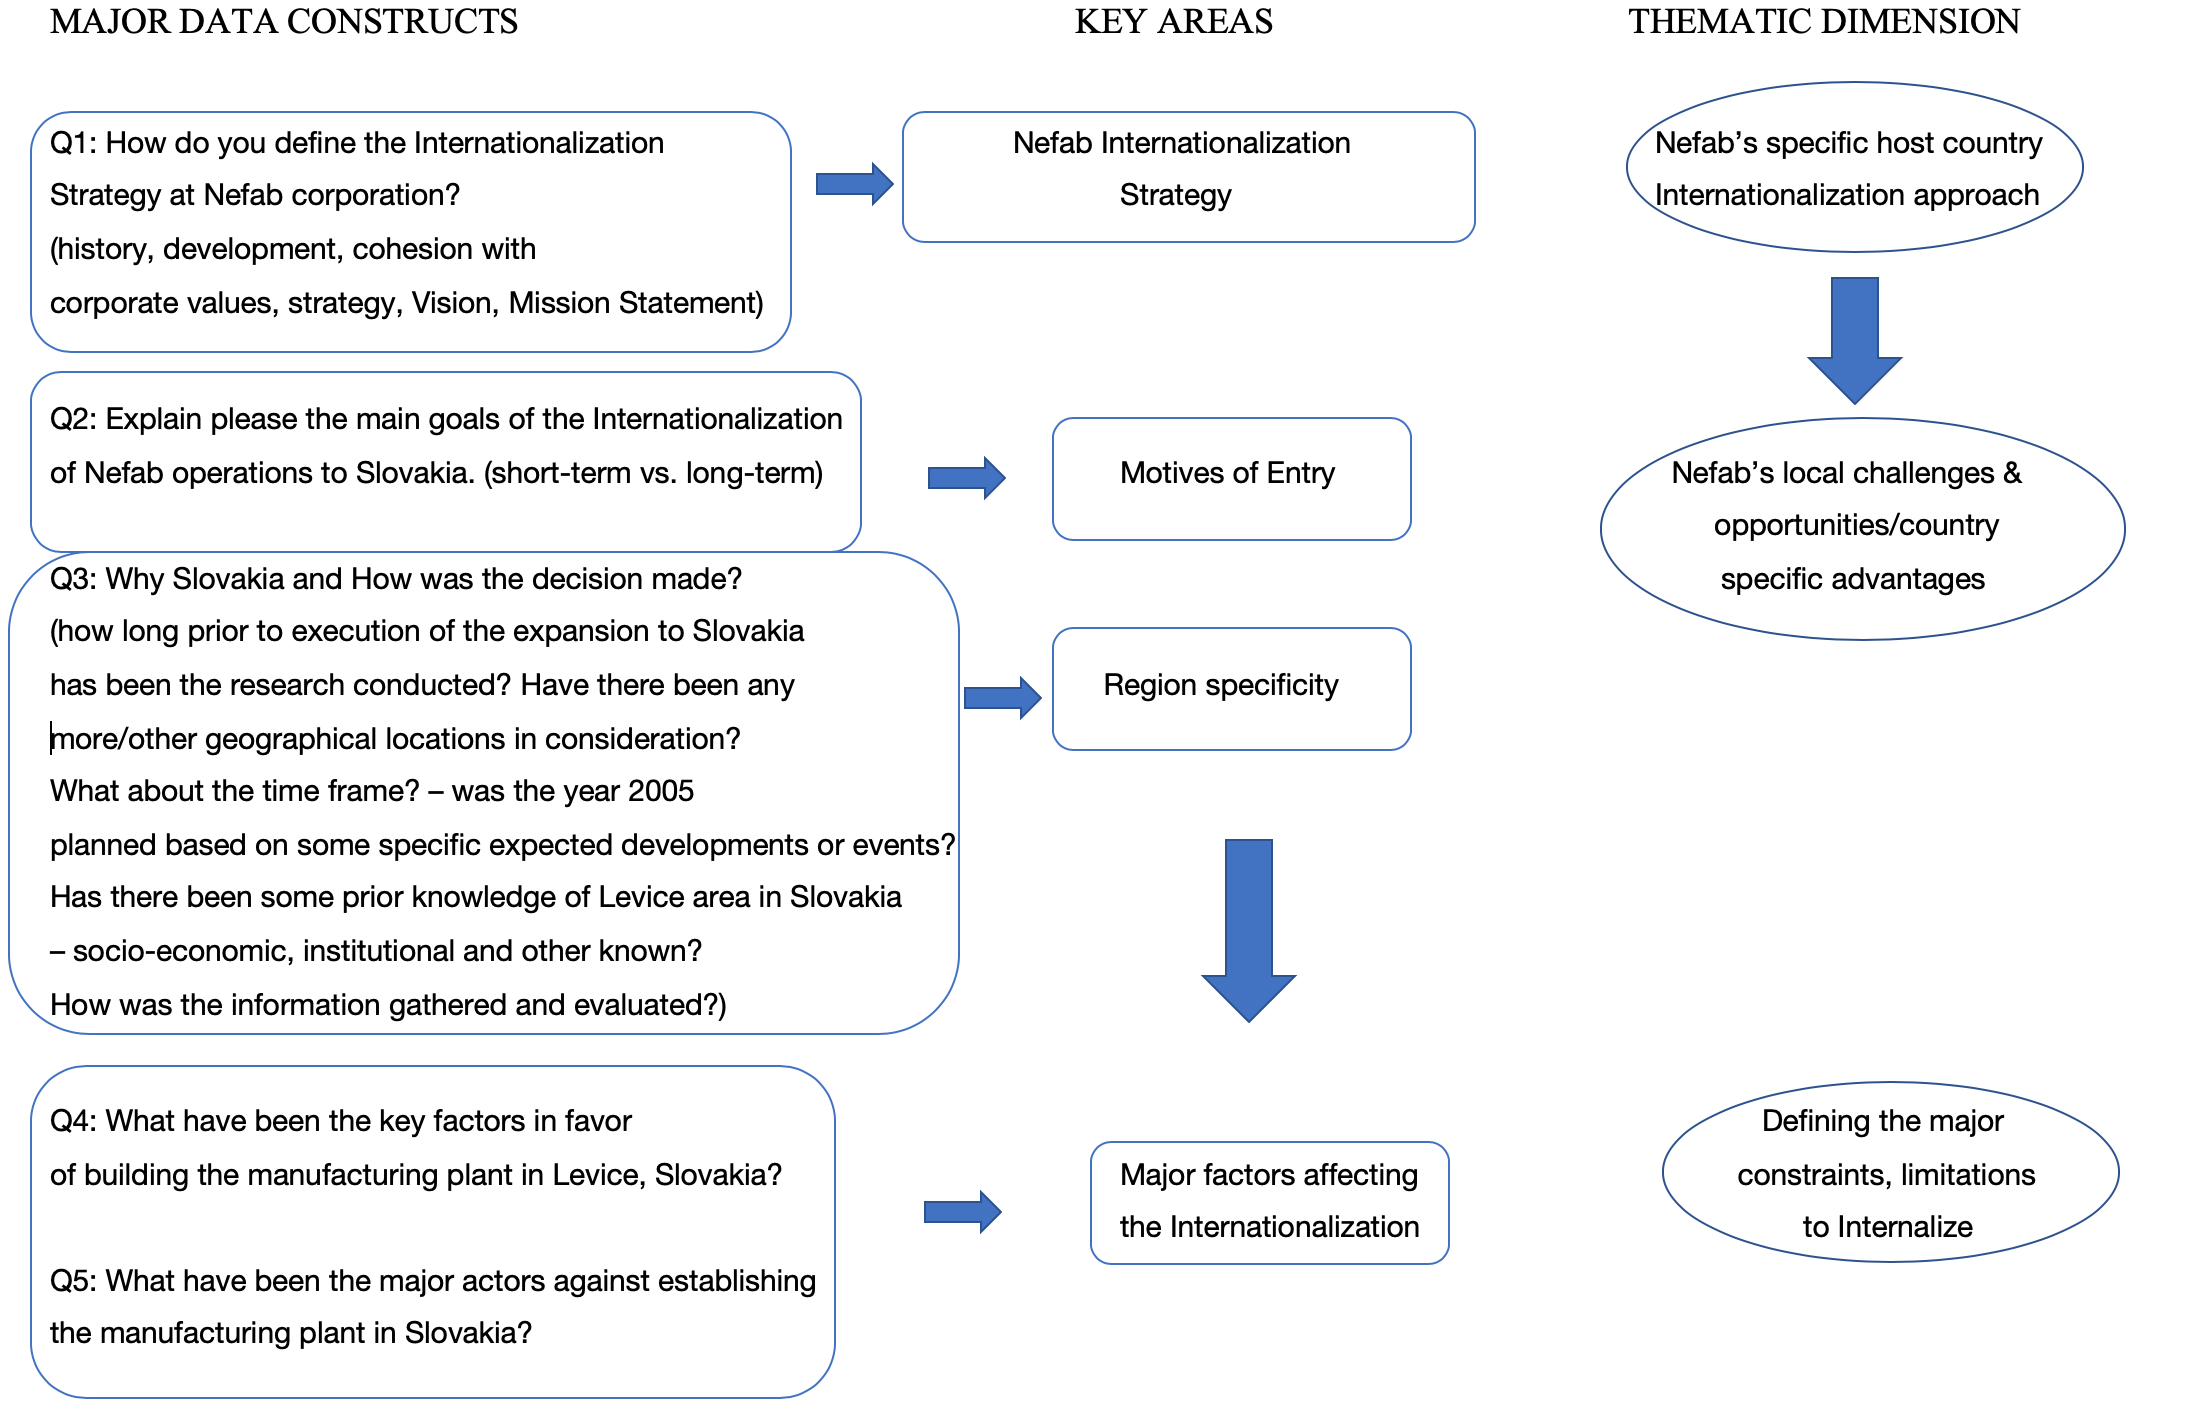 MAJOR DATA CONSTRUCTS
KEY AREAS
THEMATIC DIMENSION
Q1: How do you define the Internationalization
Strategy at Nefab corporation?
(history, development, cohesion with
corporate values, strategy, Vision, Mission Statement)
Nefab Internationalization
Strategy
Nefab’s specific host country
Internationalization approach
Q2: Explain please the main goals of the Internationalization
of Nefab operations to Slovakia. (short-term vs. long-term)
Motives of Entry
Nefab’s local challenges &
opportunities/country
specific advantages
Q3: Why Slovakia and How was the decision made?
(how long prior to execution of the expansion to Slovakia
has been the research conducted? Have there been any
more/other geographical locations in consideration?
What about the time frame? – was the year 2005
planned based on some specific expected developments or events?
Has there been some prior knowledge of Levice area in Slovakia
– socio-economic, institutional and other known?
How was the information gathered and evaluated?)
Region specificity
Q4: What have been the key factors in favor
of building the manufacturing plant in Levice, Slovakia?
Q5: What have been the major actors against establishing
the manufacturing plant in Slovakia?
Major factors affecting
the Internationalization
Defining the major
constraints, limitations
to Internalize